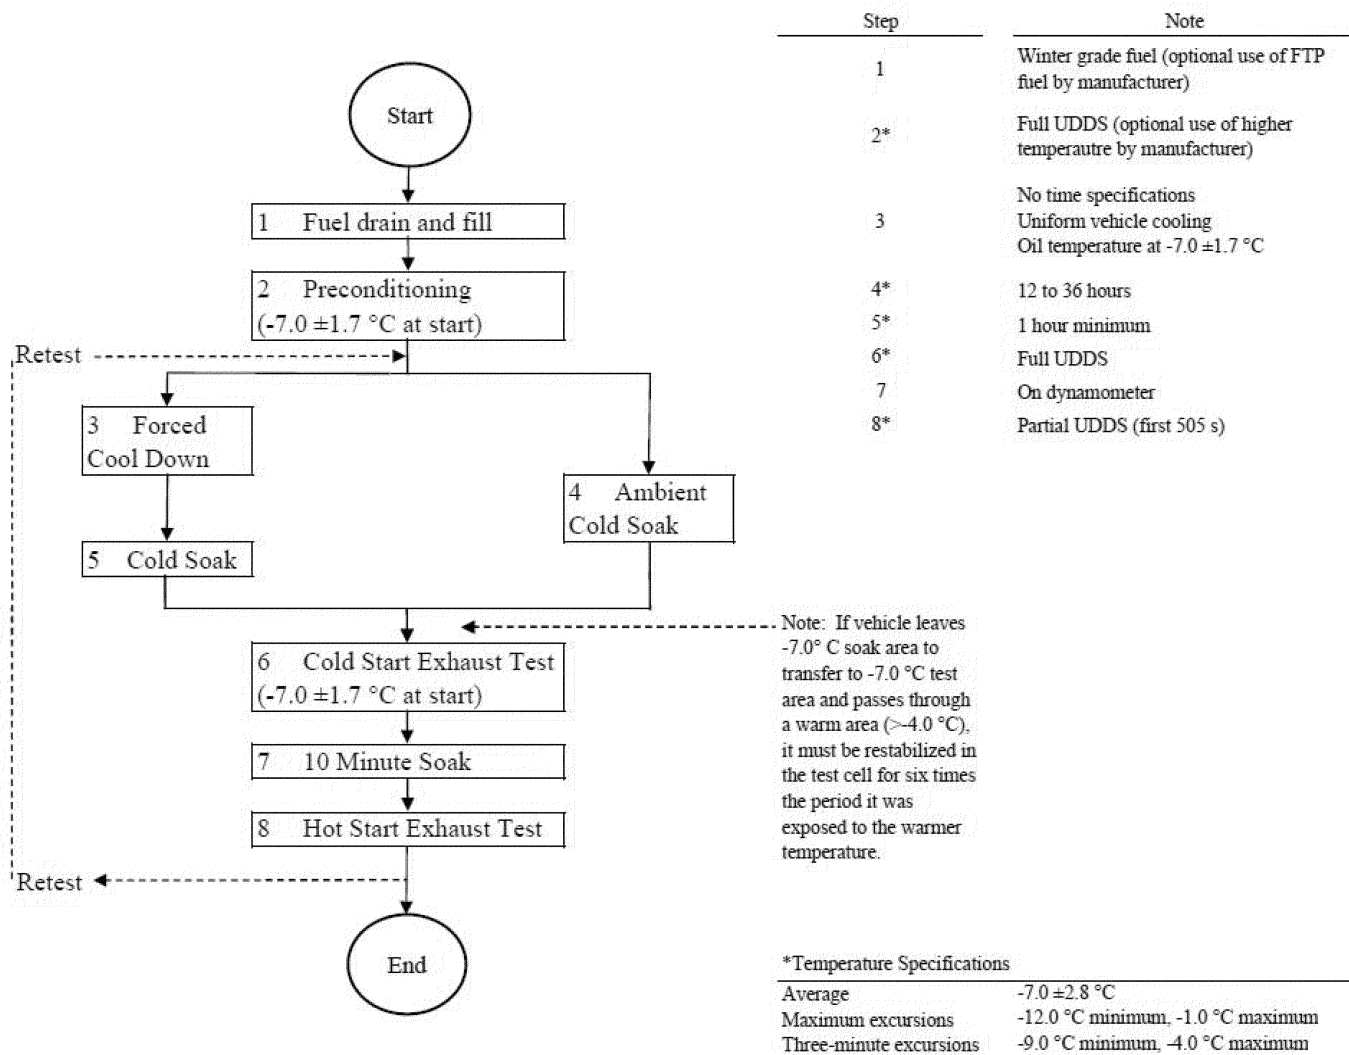 Start
1 Fuel drain and fill
2 Preconditioning
(-7.0 ±1.7 °C at start)
Retest
3 Forced
Cool Down
4 Ambient
Cold Soak
5 Cold Soak
6 Cold Start Exhaust Test
(-7.0 ±1.7 °C at start)
7 10 Minute Soak
8 Hot Start Exhaust Test
Retest
End
Step Note
1 Winter grade fuel (optional use of FTP
fuel by manufacturer)
2* Full UDDS (optional use of higher
temperautre by manufacturer)
No time specifications
3 Uniform vehicle cooling
Oil temperature at -7.0 ±1.7 °C
4* 12 to 36 hours
5* 1 hour minimum
6* Full UDDS
7 On dynamometer
8* Partial UDDS (first 505 s)
Note: If vehicle leaves
-7.0° C soak area to
transfer to -7.0 °C test
area and passes through
a warm area (>-4.0 °C),
it must be restabilized in
the test cell for six times
the period it was
exposed to the warmer
temperature.
*Temperature Specifications
Average -7.0 ±2.8 °C
Maximum excursions -12.0 °C minimum, -1.0 °C maximum
Three-minute excursions -9.0 °C minimum, -4.0 °C maximum